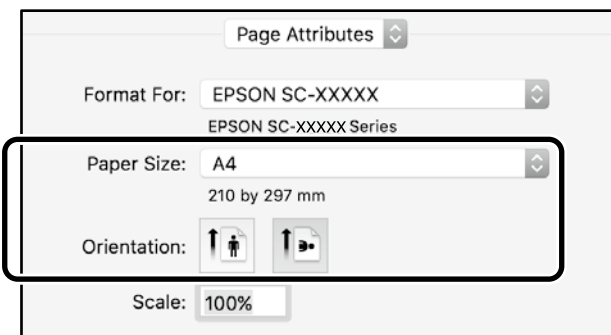 Page Attributes
Format For: EPSON SC-XXXXX
EPSON SC-XXXXX Series
Paper Size: A4
210 by 297 mm
Orientation:
Scale: 100%